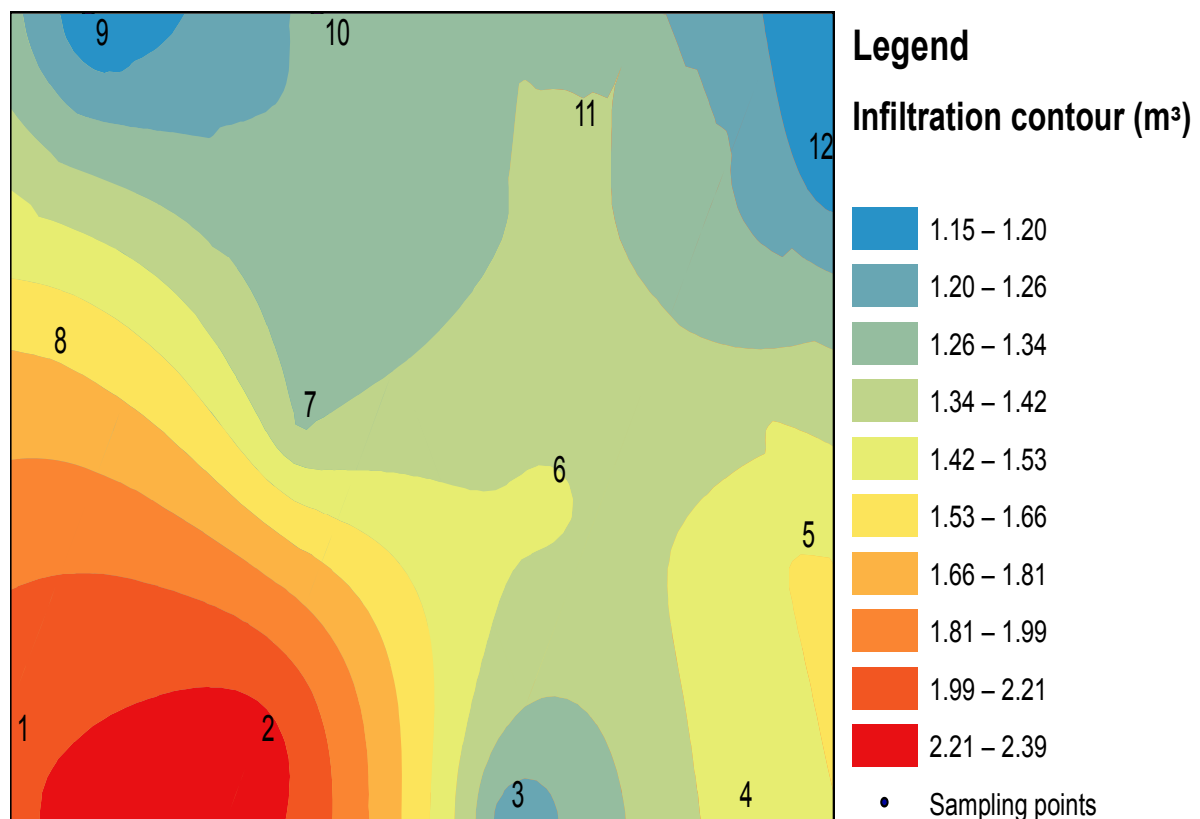 9
10
11
12
8
7
6
5
1
2
3
4
Legend
Infiltration contour (m³)
1.15 – 1.20
1.20 – 1.26
1.26 – 1.34
1.34 – 1.42
1.42 – 1.53
1.53 – 1.66
1.66 – 1.81
1.81 – 1.99
1.99 – 2.21
2.21 – 2.39
Sampling points